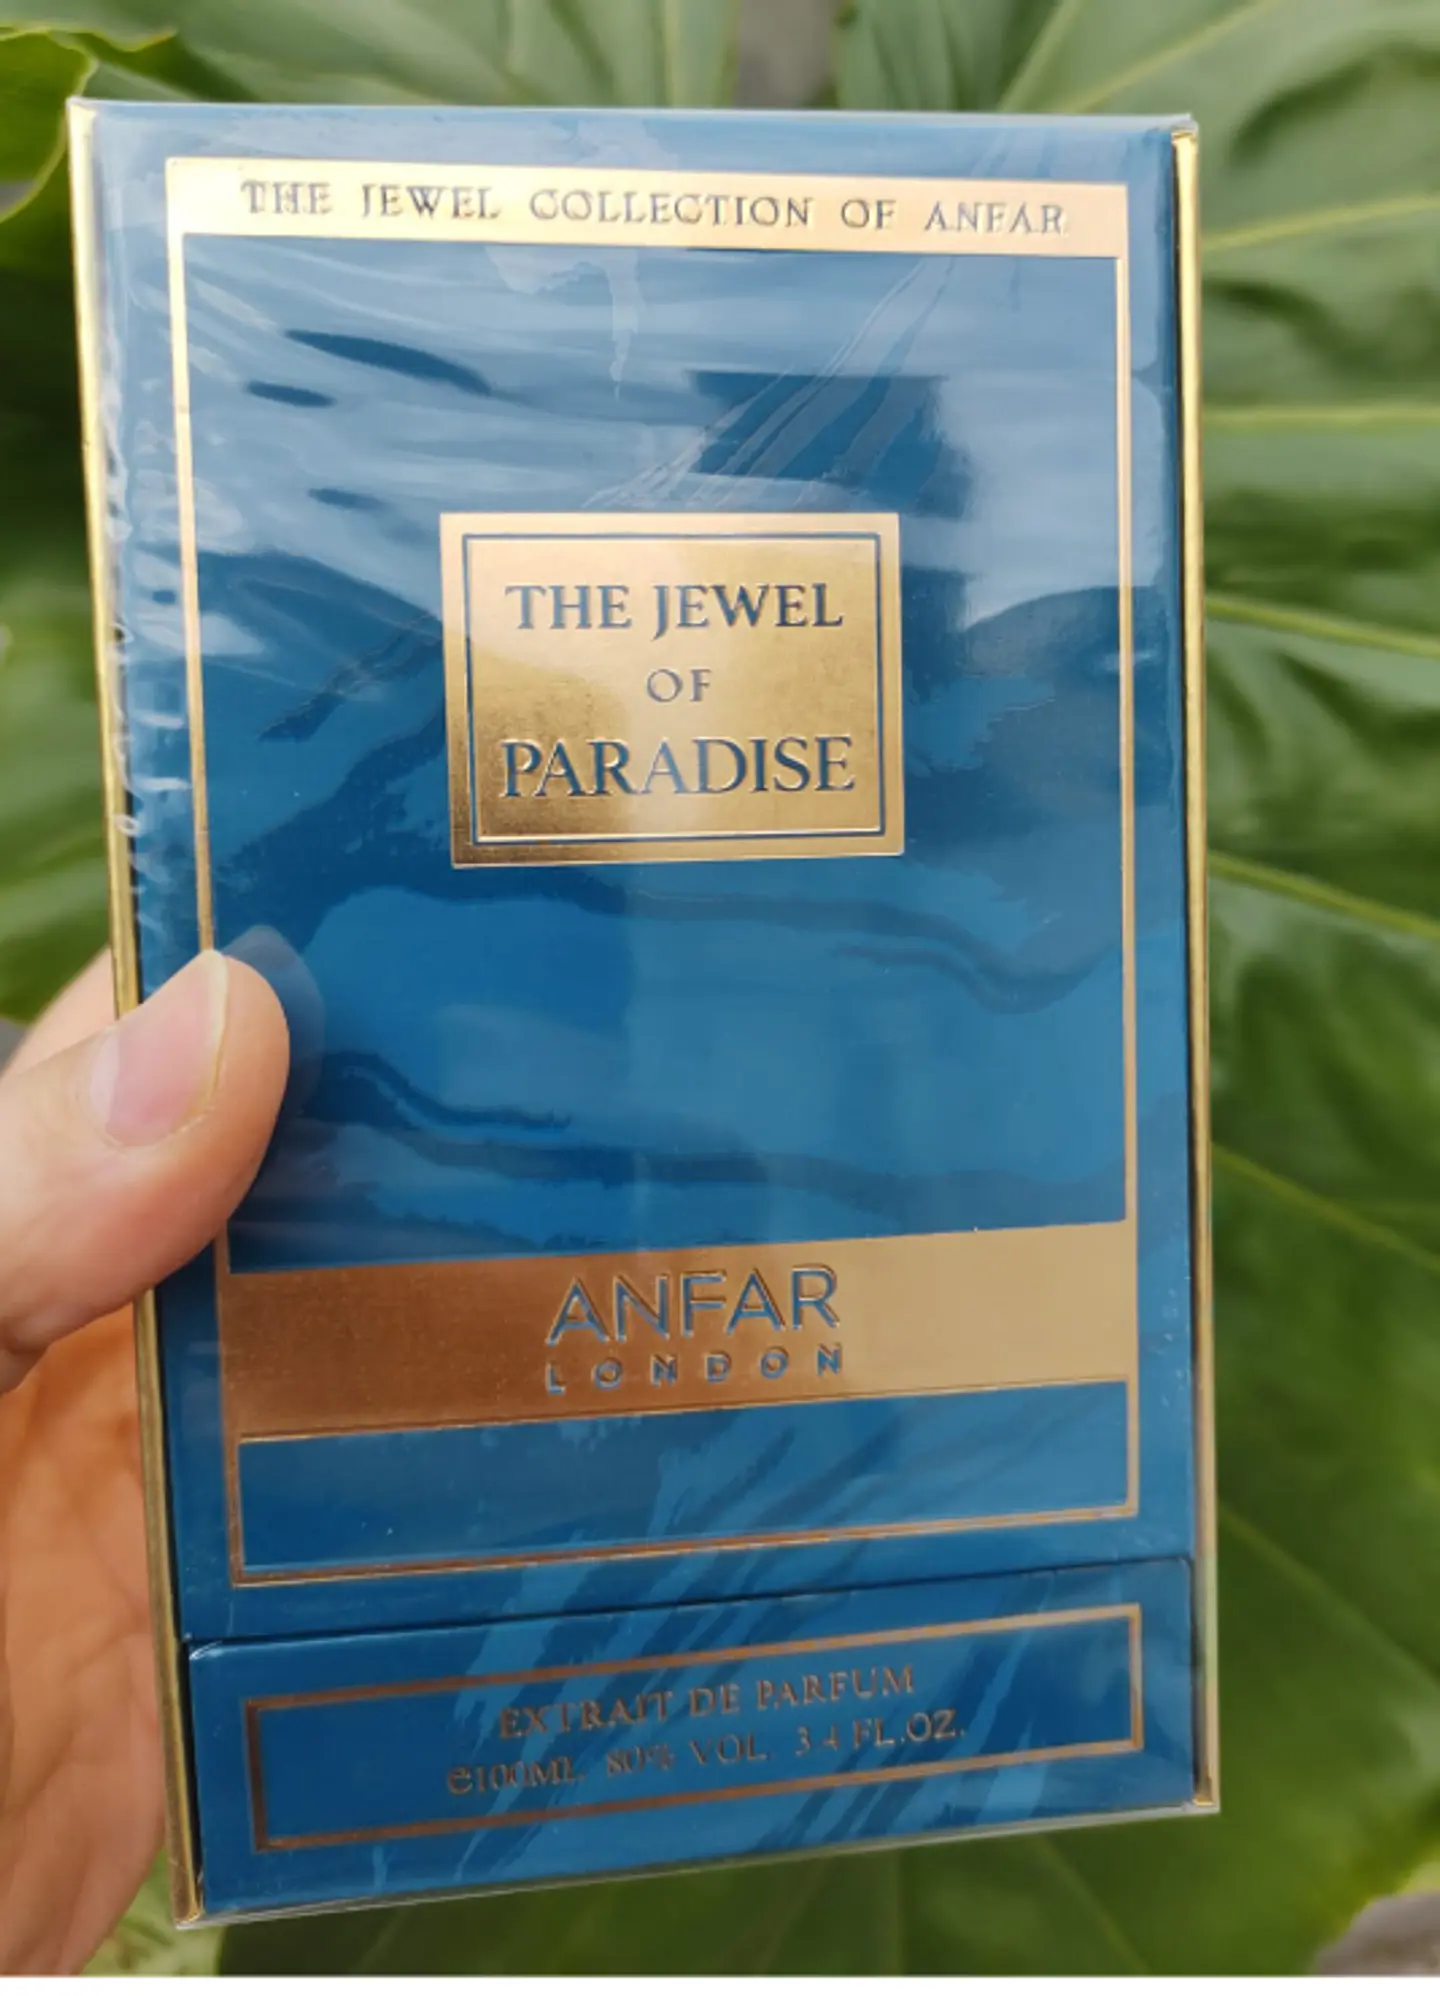 THE JEWEL COLLECTION OF ANFAR
THE JEWEL
OF
PARADISE
ANFAR
LONDON
EXTRAIT DE PARFUM
℮100ML 80% VOL. 3.4 FL.OZ.